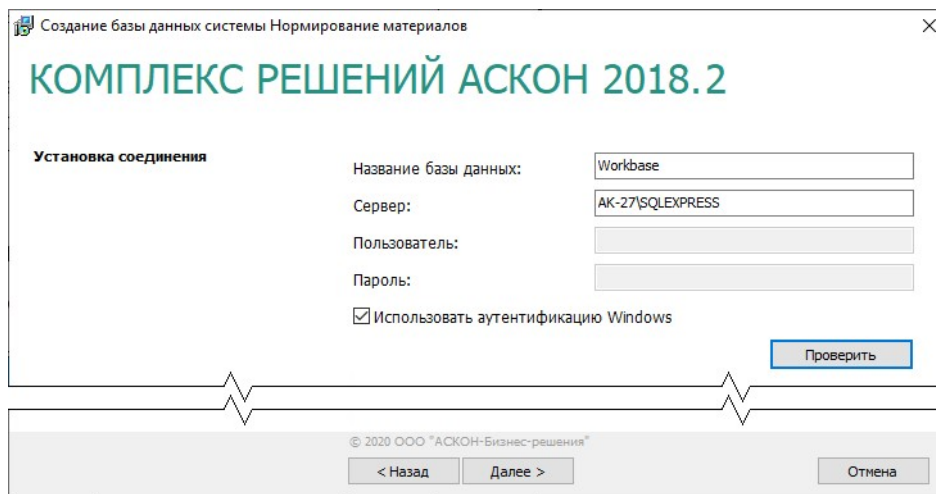 Создание базы данных системы Нормирование материалов
КОМПЛЕКС РЕШЕНИЙ АСКОН 2018.2
Установка соединения
Название базы данных: Workbase
Сервер: AK-27\SQLEXPRESS
Пользователь:
Пароль:
Использовать аутентификацию Windows
Проверить
© 2020 ООО "АСКОН-Бизнес-решения"
< Назад Далее > Отмена